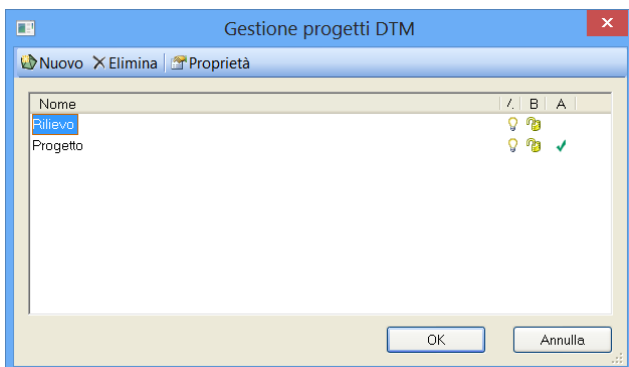 Gestione progetti DTM
Nuovo Elimina Proprietà
Nome /. B A
Rilievo
Progetto
OK Annulla